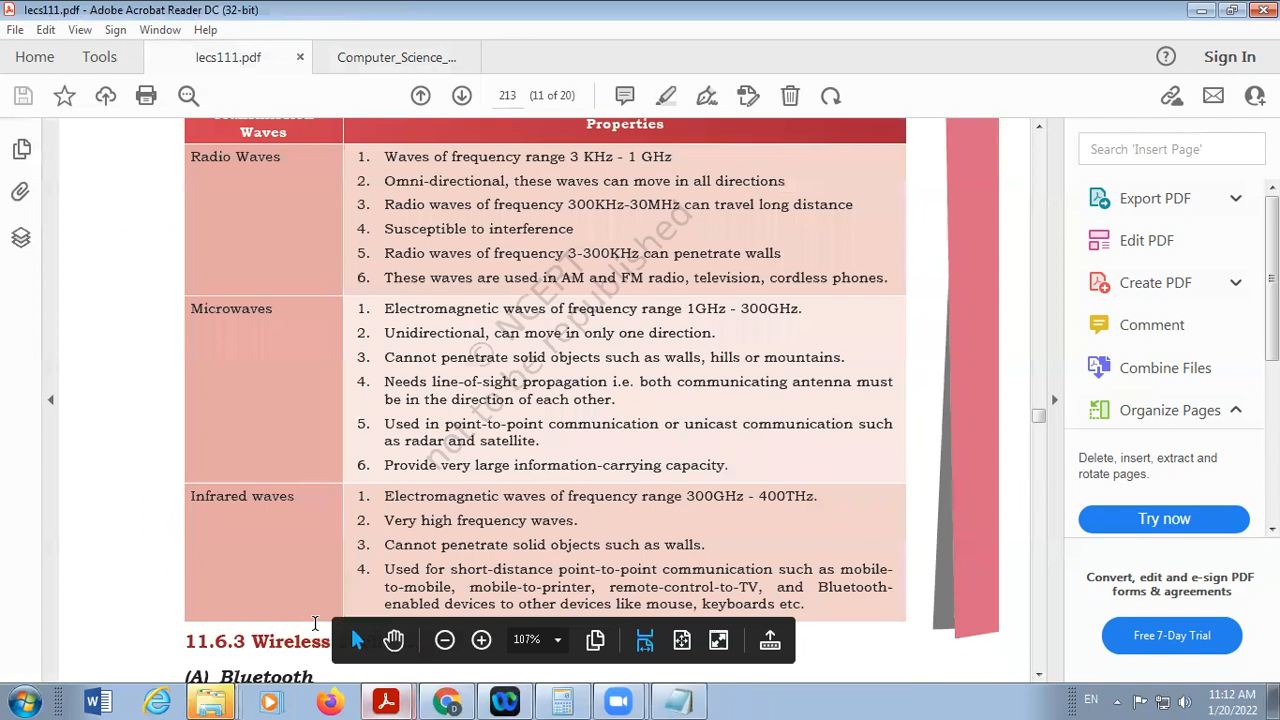 lecs111.pdf - Adobe Acrobat Reader DC (32-bit)
File Edit View Sign Window Help
Home Tools lecs111.pdf × Computer_Science_... Sign In
213 (11 of 20)
Waves
Properties
Radio Waves
1. Waves of frequency range 3 KHz - 1 GHz
2. Omni-directional, these waves can move in all directions
3. Radio waves of frequency 300KHz-30MHz can travel long distance
4. Susceptible to interference
5. Radio waves of frequency 3-300KHz can penetrate walls
6. These waves are used in AM and FM radio, television, cordless phones.
Microwaves
1. Electromagnetic waves of frequency range 1GHz - 300GHz.
2. Unidirectional, can move in only one direction.
3. Cannot penetrate solid objects such as walls, hills or mountains.
4. Needs line-of-sight propagation i.e. both communicating antenna must
be in the direction of each other.
5. Used in point-to-point communication or unicast communication such
as radar and satellite.
6. Provide very large information-carrying capacity.
Infrared waves
1. Electromagnetic waves of frequency range 300GHz - 400THz.
2. Very high frequency waves.
3. Cannot penetrate solid objects such as walls.
4. Used for short-distance point-to-point communication such as mobile-
to-mobile, mobile-to-printer, remote-control-to-TV, and Bluetooth-
enabled devices to other devices like mouse, keyboards etc.
© NCERT
not to be republished
11.6.3 Wireless
(A) Bluetooth
107%
Search 'Insert Page'
Export PDF
Edit PDF
Create PDF
Comment
Combine Files
Organize Pages
Delete, insert, extract and
rotate pages.
Try now
Convert, edit and e-sign PDF
forms & agreements
Free 7-Day Trial
EN
11:12 AM
1/20/2022